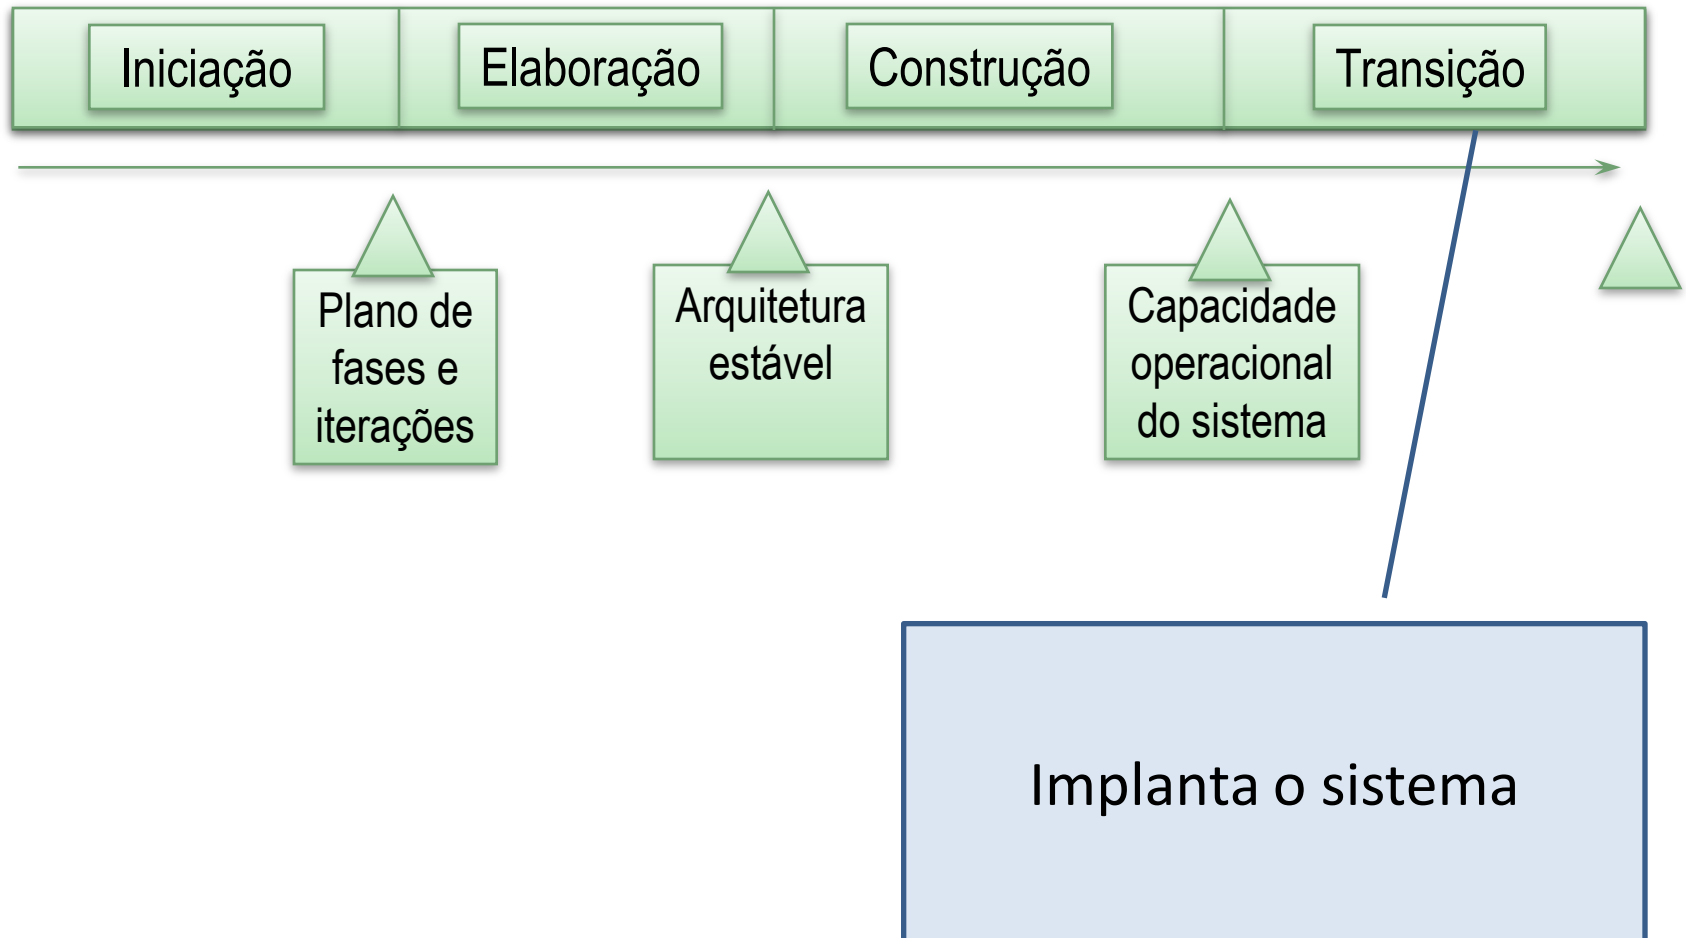 Iniciação
Elaboração
Construção
Transição
Plano de
fases e
iterações
Arquitetura
estável
Capacidade
operacional
do sistema
Implanta o sistema